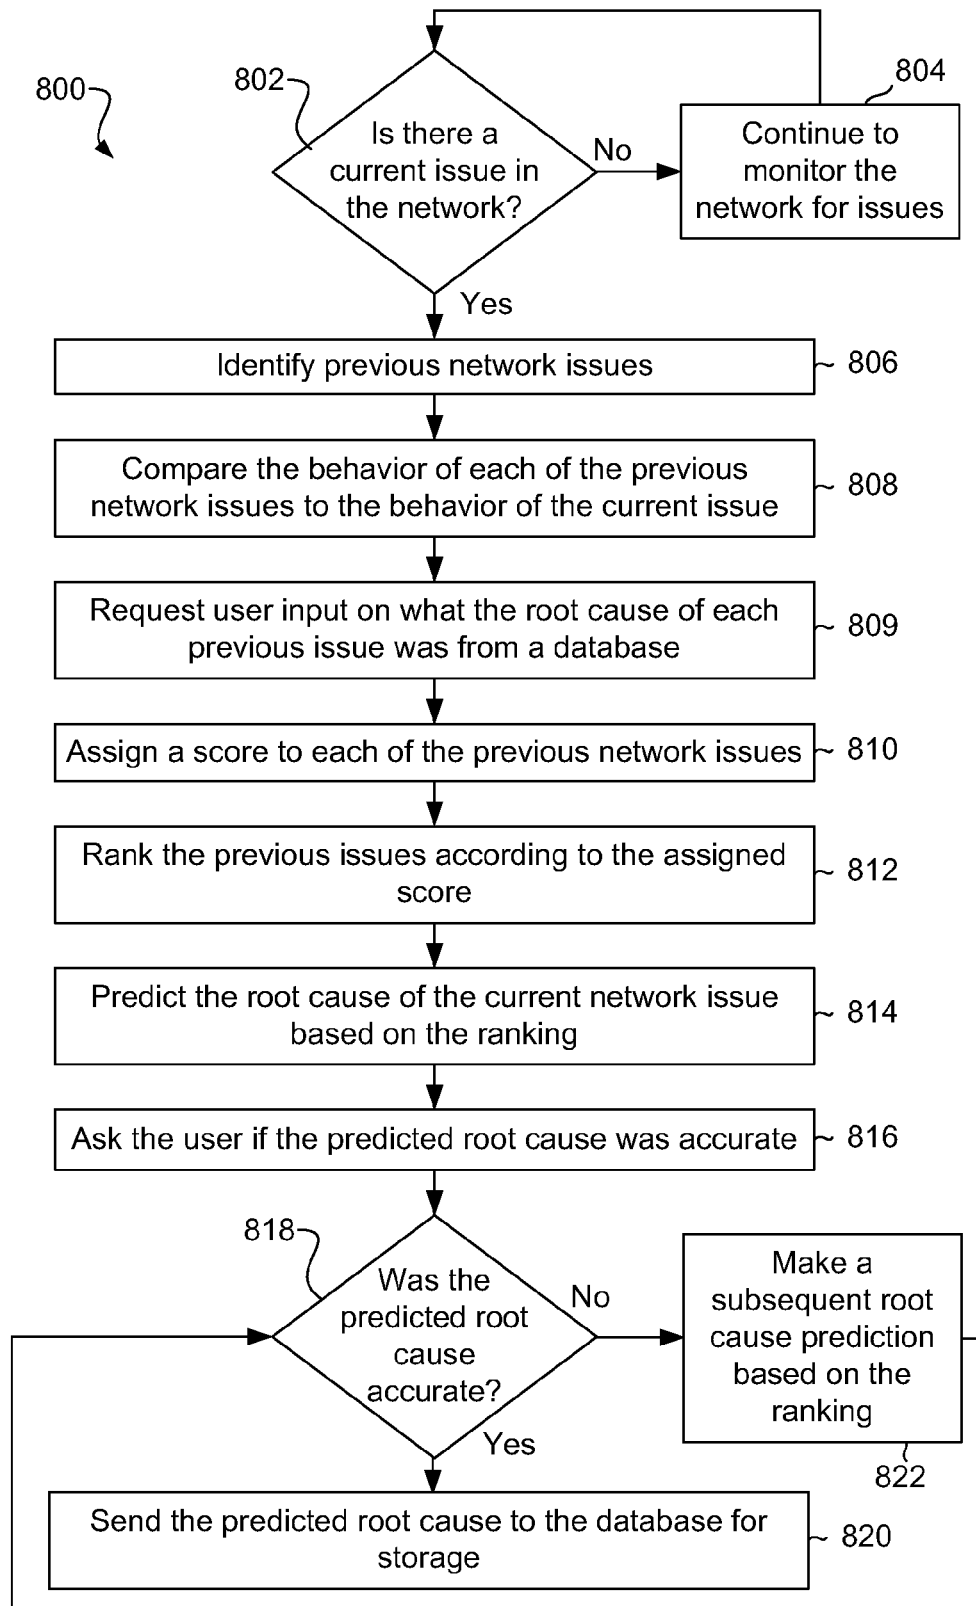 800
802
Is there a
current issue in
the network?
No
804
Continue to
monitor the
network for issues
Yes
Identify previous network issues
806
Compare the behavior of each of the previous
network issues to the behavior of the current issue
808
Request user input on what the root cause of each
previous issue was from a database
809
Assign a score to each of the previous network issues
810
Rank the previous issues according to the assigned
score
812
Predict the root cause of the current network issue
based on the ranking
814
Ask the user if the predicted root cause was accurate
816
818
Was the
predicted root
cause
accurate?
No
Make a
subsequent root
cause prediction
based on the
ranking
822
Yes
Send the predicted root cause to the database for
storage
820